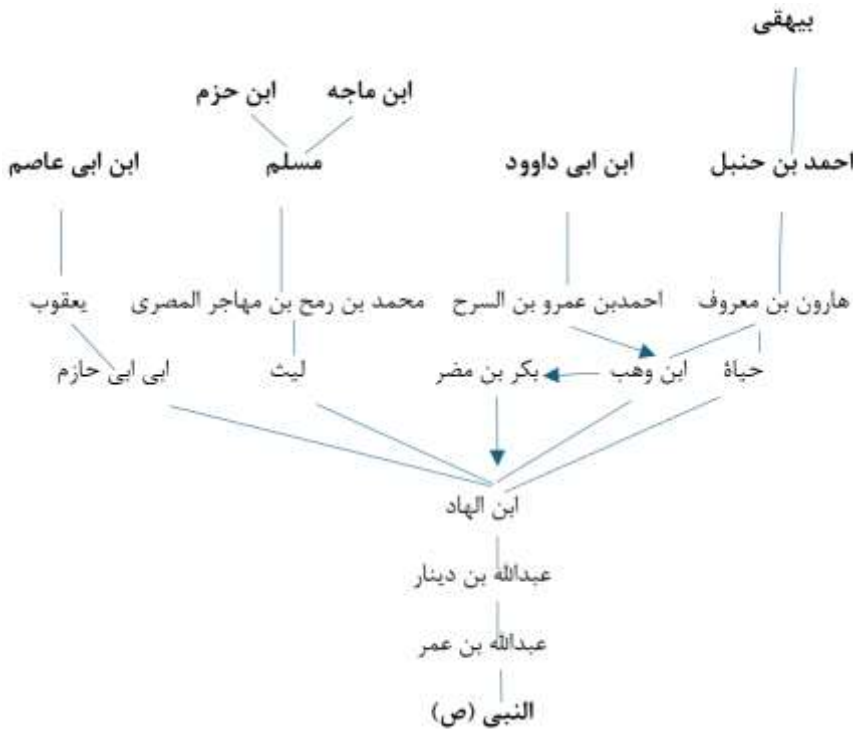 بیهقی
ابن ماجه ابن حزم
احمد بن حنبل ابن ابی داوود مسلم ابن ابی عاصم
هارون بن معروف احمدبن عمرو بن السرح محمد بن رمح بن مهاجر المصری یعقوب
حیاة ابن وهب بکر بن مضر لیث ابی ابی حازم
ابن الهاد
عبدالله بن دینار
عبدالله بن عمر
النبی (ص)